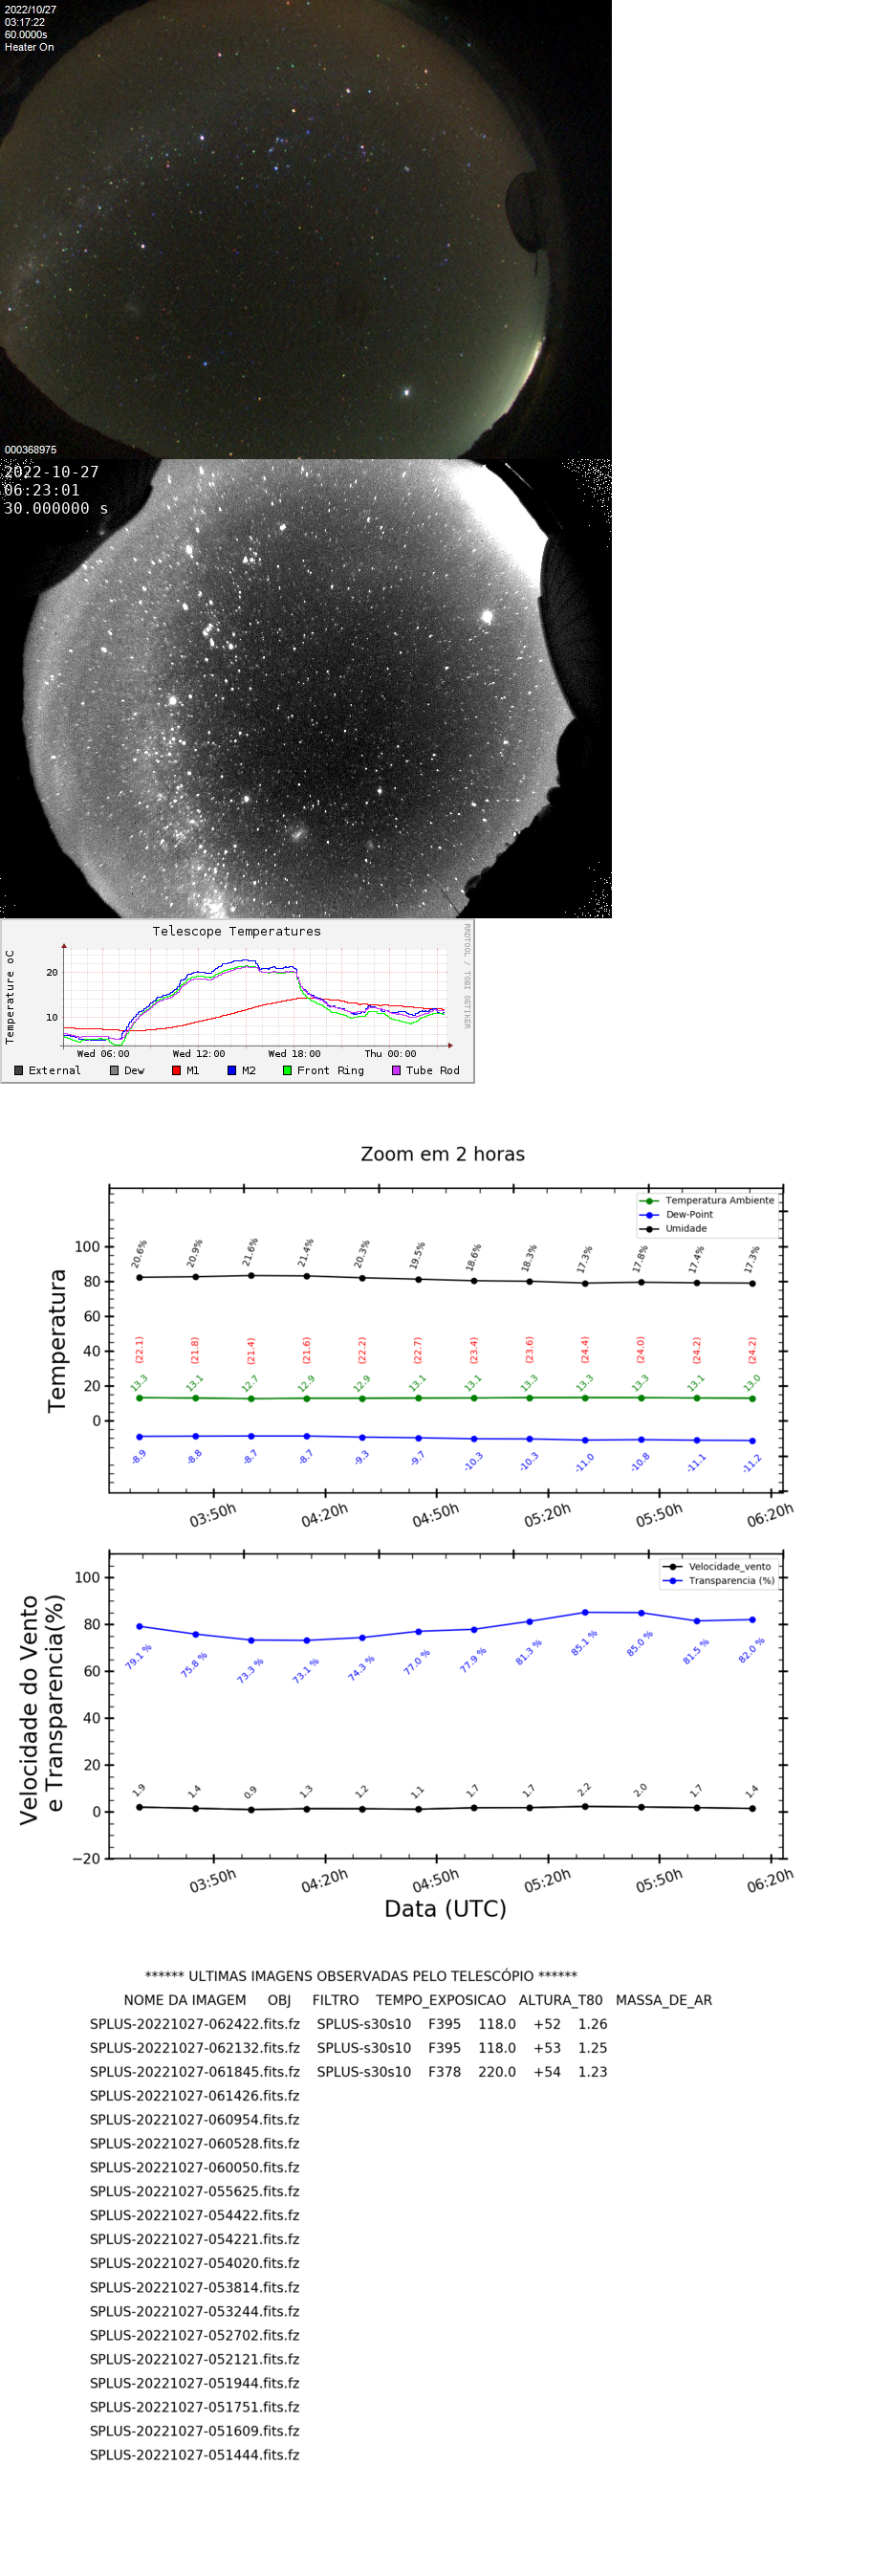 2022/10/27
03:17:22
60.0000s
Heater On
000368975
2022-10-27
06:23:01
30.000000 s
Telescope Temperatures
Temperature oC
20
10
Wed 06:00 Wed 12:00 Wed 18:00 Thu 00:00
External Dew M1 M2 Front Ring Tube Rod
RRDTOOL / TOBI OETIKER
Zoom em 2 horas
Temperatura
Temperatura Ambiente
Dew-Point
Umidade
100
80
60
40
20
0
20.6% 20.9% 21.6% 21.4% 20.3% 19.5% 18.6% 18.3% 17.3% 17.8% 17.4% 17.3%
(22.1) (21.8) (21.4) (21.6) (22.2) (22.7) (23.4) (23.6) (24.4) (24.0) (24.2) (24.2)
13.3 13.1 12.7 12.9 12.9 13.1 13.1 13.3 13.3 13.3 13.1 13.0
-8.9 -8.8 -8.7 -8.7 -9.3 -9.7 -10.3 -10.3 -11.0 -10.8 -11.1 -11.2
03:50h 04:20h 04:50h 05:20h 05:50h 06:20h
Velocidade do Vento
e Transparencia(%)
Velocidade_vento
Transparencia (%)
100
80
60
40
20
0
−20
79.1 % 75.8 % 73.3 % 73.1 % 74.3 % 77.0 % 77.9 % 81.3 % 85.1 % 85.0 % 81.5 % 82.0 %
1.9 1.4 0.9 1.3 1.2 1.1 1.7 1.7 2.2 2.0 1.7 1.4
03:50h 04:20h 04:50h 05:20h 05:50h 06:20h
Data (UTC)
****** ULTIMAS IMAGENS OBSERVADAS PELO TELESCÓPIO ******
NOME DA IMAGEM OBJ FILTRO TEMPO_EXPOSICAO ALTURA_T80 MASSA_DE_AR
SPLUS-20221027-062422.fits.fz SPLUS-s30s10 F395 118.0 +52 1.26
SPLUS-20221027-062132.fits.fz SPLUS-s30s10 F395 118.0 +53 1.25
SPLUS-20221027-061845.fits.fz SPLUS-s30s10 F378 220.0 +54 1.23
SPLUS-20221027-061426.fits.fz
SPLUS-20221027-060954.fits.fz
SPLUS-20221027-060528.fits.fz
SPLUS-20221027-060050.fits.fz
SPLUS-20221027-055625.fits.fz
SPLUS-20221027-054422.fits.fz
SPLUS-20221027-054221.fits.fz
SPLUS-20221027-054020.fits.fz
SPLUS-20221027-053814.fits.fz
SPLUS-20221027-053244.fits.fz
SPLUS-20221027-052702.fits.fz
SPLUS-20221027-052121.fits.fz
SPLUS-20221027-051944.fits.fz
SPLUS-20221027-051751.fits.fz
SPLUS-20221027-051609.fits.fz
SPLUS-20221027-051444.fits.fz